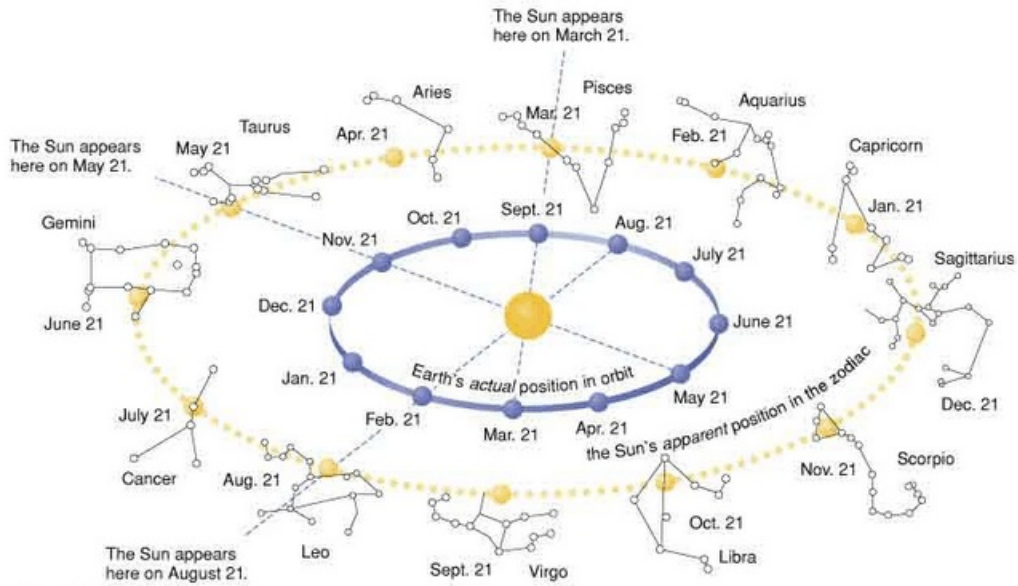 The Sun appears
here on March 21.
Aries
Pisces
Mar. 21
Aquarius
Taurus
Apr. 21
Feb. 21
The Sun appears
here on May 21.
May 21
Capricorn
Jan. 21
Gemini
Oct. 21
Sept. 21
Aug. 21
Nov. 21
July 21
Sagittarius
Dec. 21
June 21
June 21
Jan. 21
Earth's actual position in orbit
May 21
the Sun's apparent position in the zodiac
Dec. 21
Feb. 21
Mar. 21
Apr. 21
July 21
Cancer
Aug. 21
Nov. 21
Scorpio
Oct. 21
Libra
The Sun appears
here on August 21.
Leo
Sept. 21
Virgo